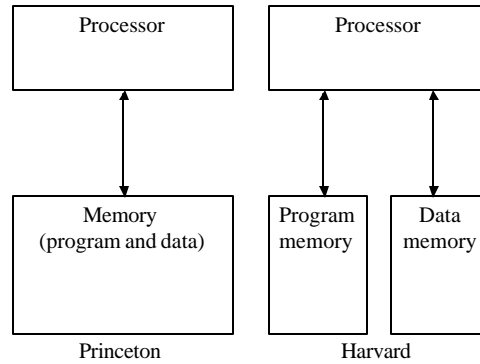 Processor
Processor
Memory
(program and data)
Program
memory
Data
memory
Princeton
Harvard